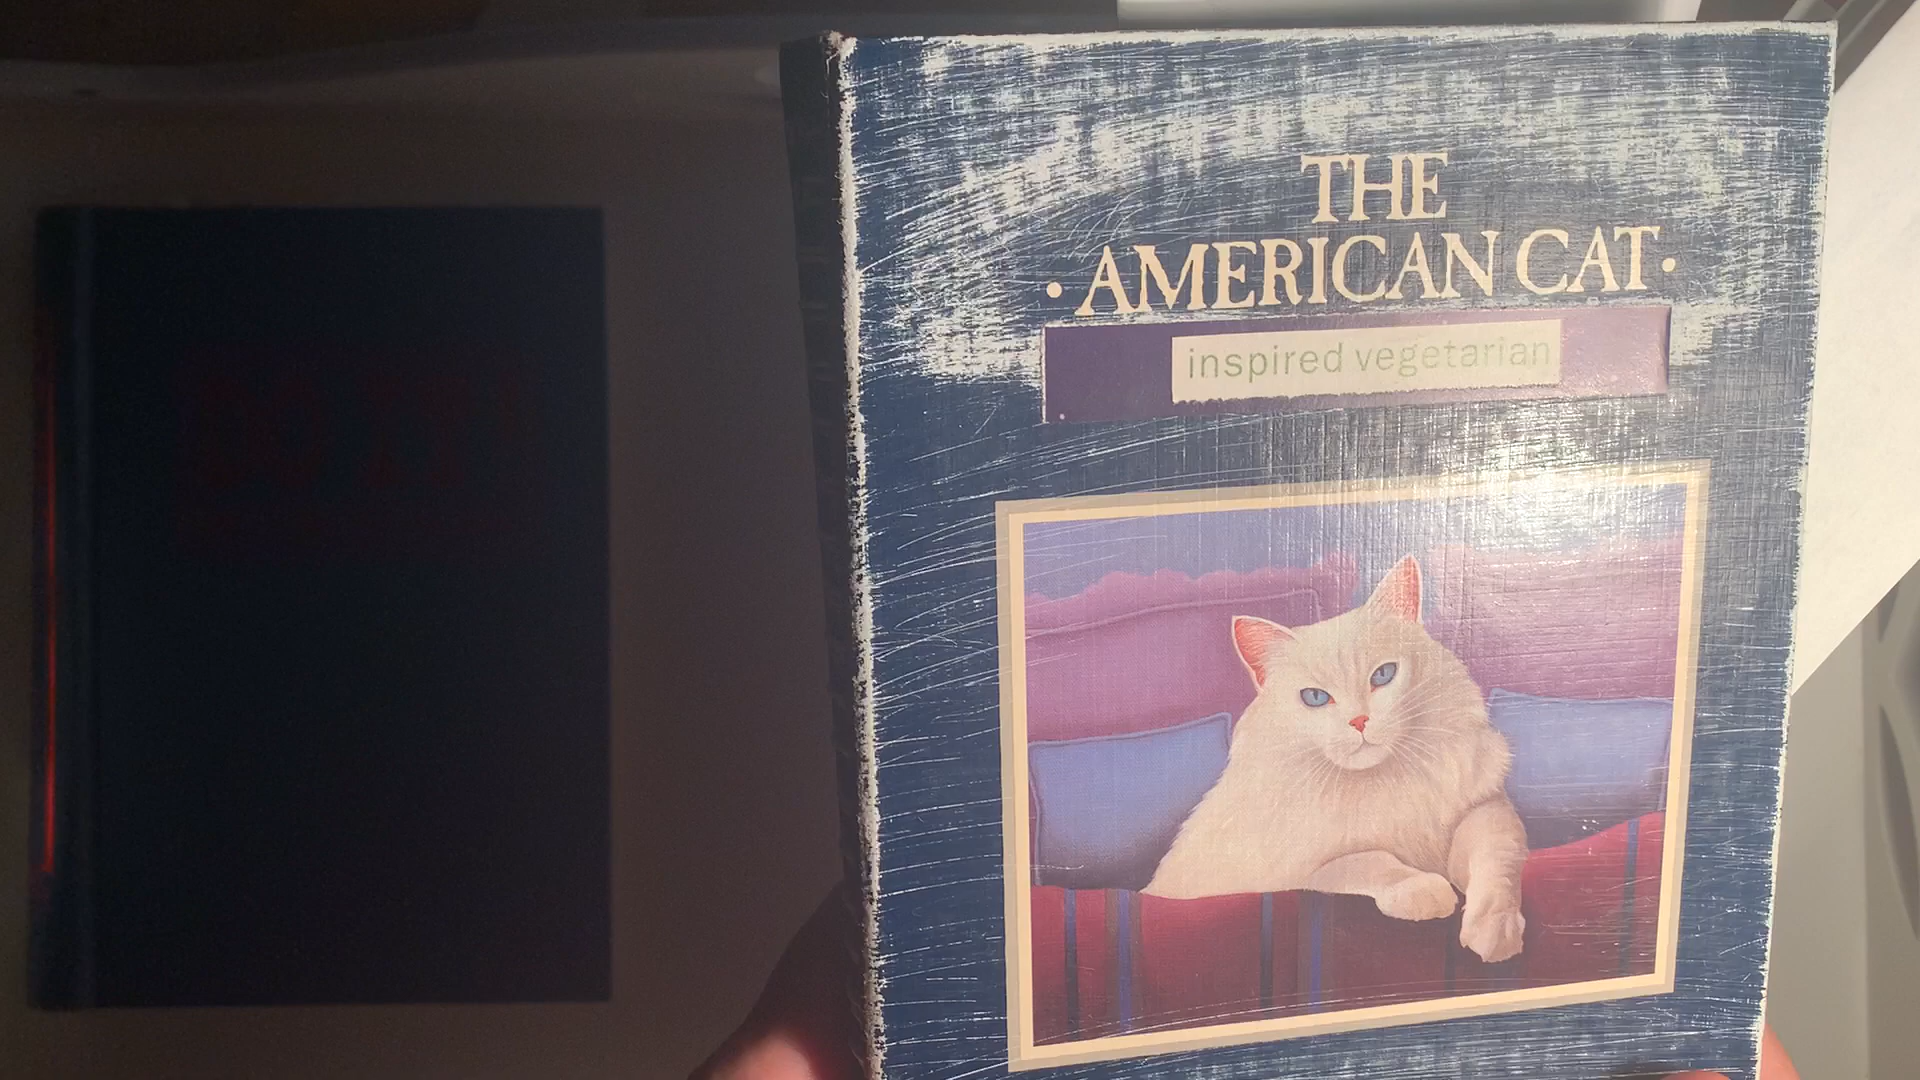 THE
• AMERICAN CAT •
inspired vegetarian